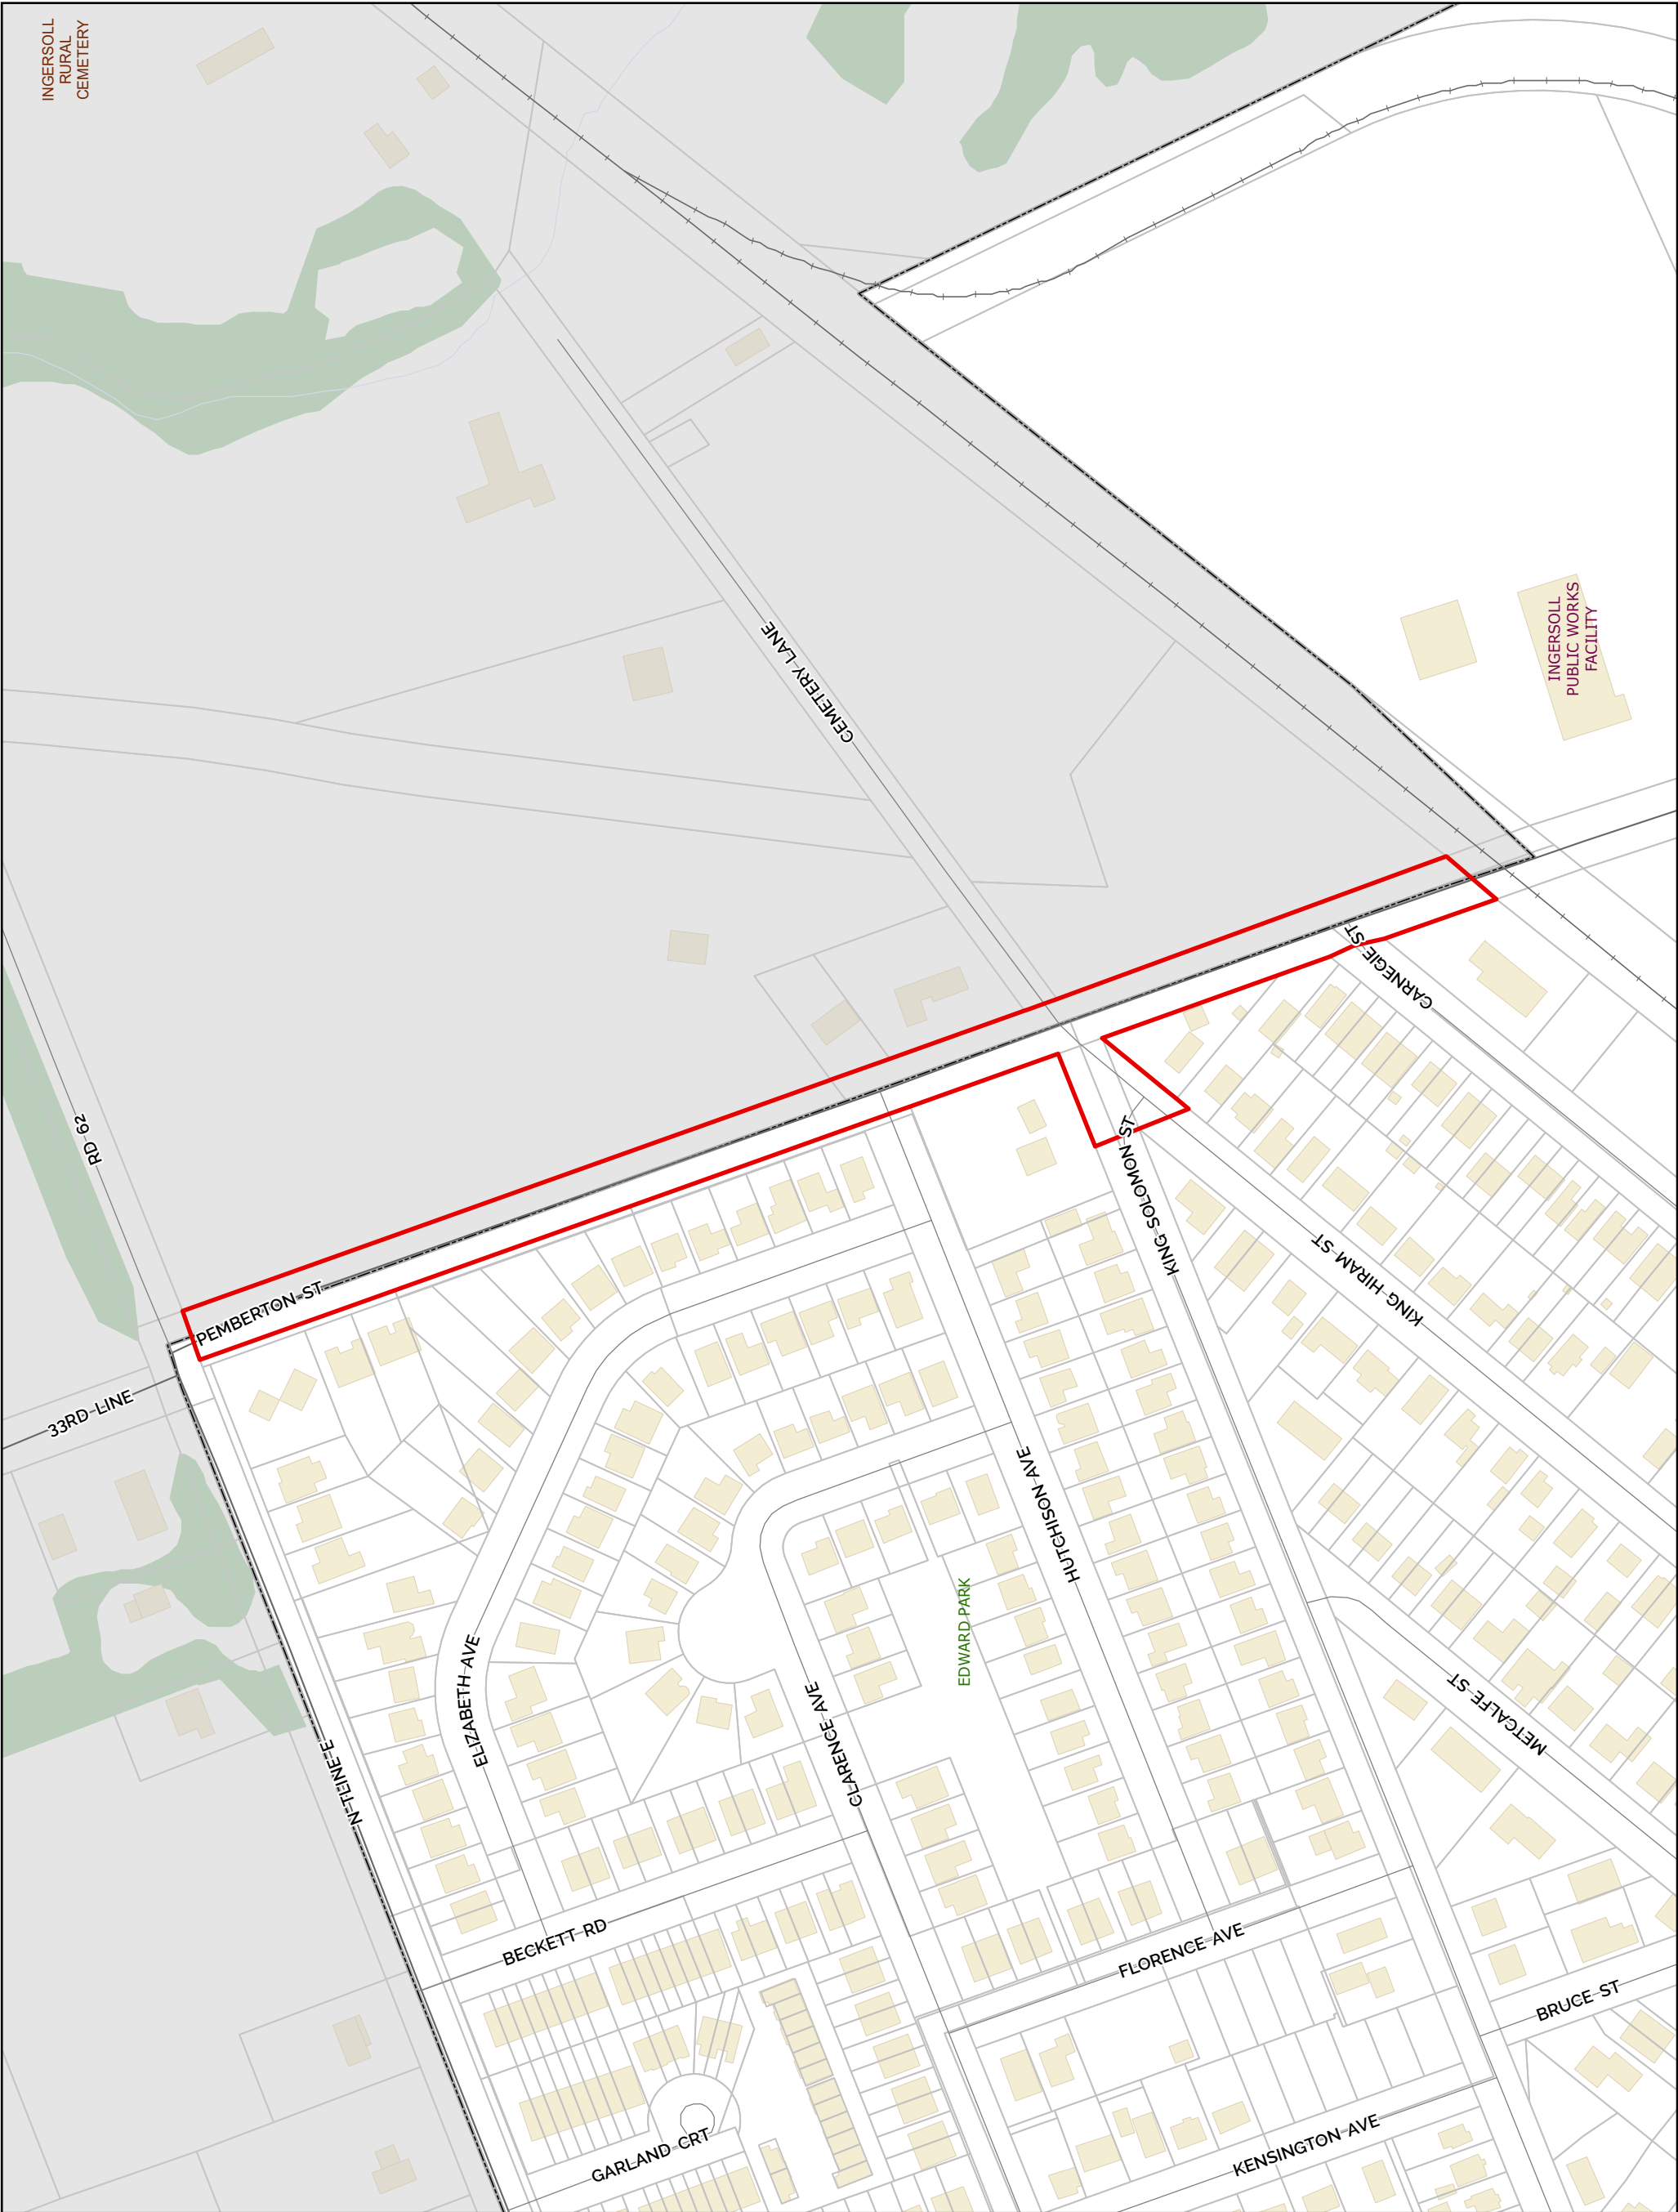 INGERSOLL
RURAL
CEMETERY
INGERSOLL
PUBLIC WORKS
FACILITY
CEMETERY LANE
CARNEGIE ST
RD 62
KING SOLOMON ST
KING HIRAM ST
PEMBERTON ST
33RD LINE
HUTCHISON AVE
EDWARD PARK
ELIZABETH AVE
CLARENCE AVE
METCALFE ST
N TLINE E
BECKETT RD
FLORENCE AVE
BRUCE ST
GARLAND CRT
KENSINGTON AVE